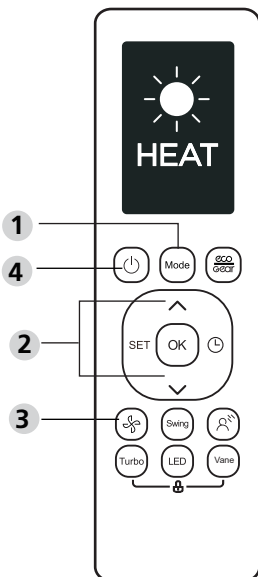 HEAT
1
4
Mode
eco
Gear
2
SET
OK
3
Swing
Turbo
LED
Vane